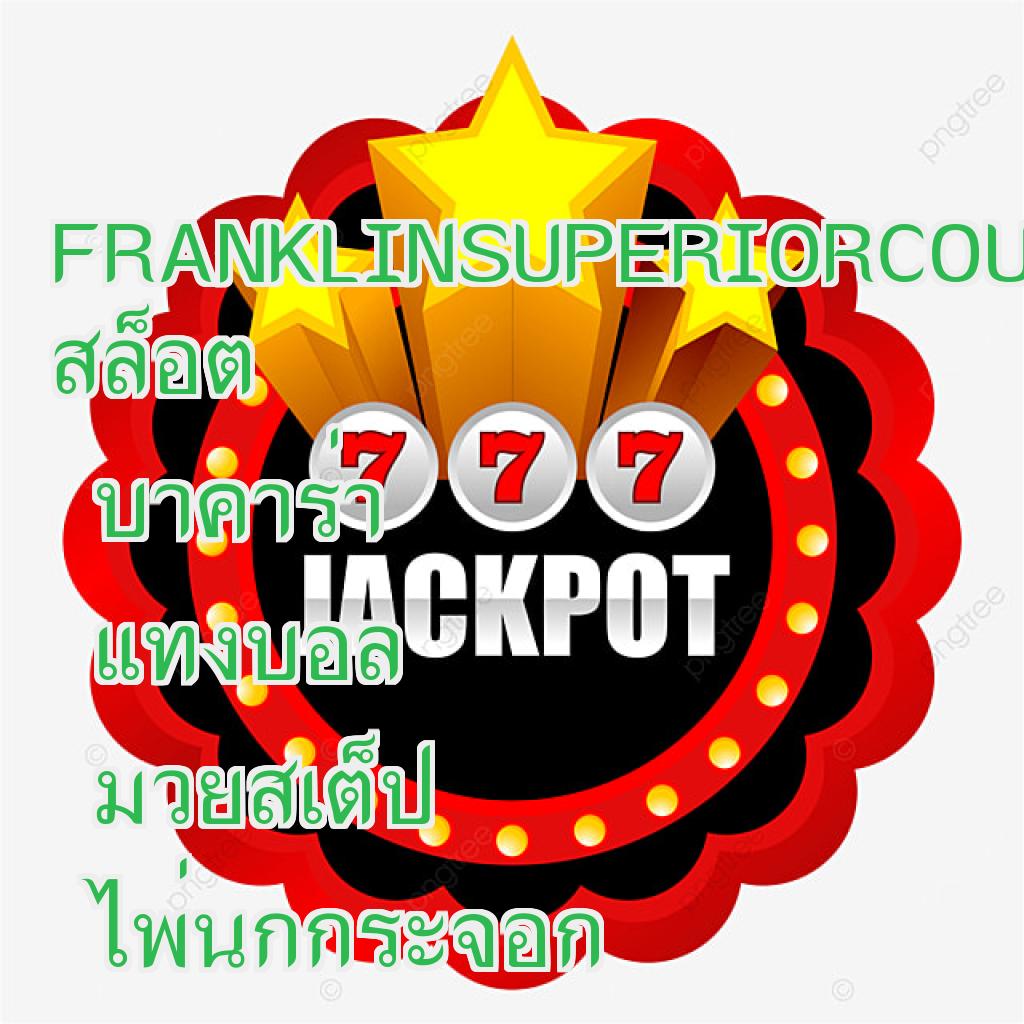 FRANKLINSUPERIORCOU
สล็อต
777
บาคาร่า
JACKPOT
แทงบอล
มวยสเต็ป
ไพ่นกกระจอก
pngtree